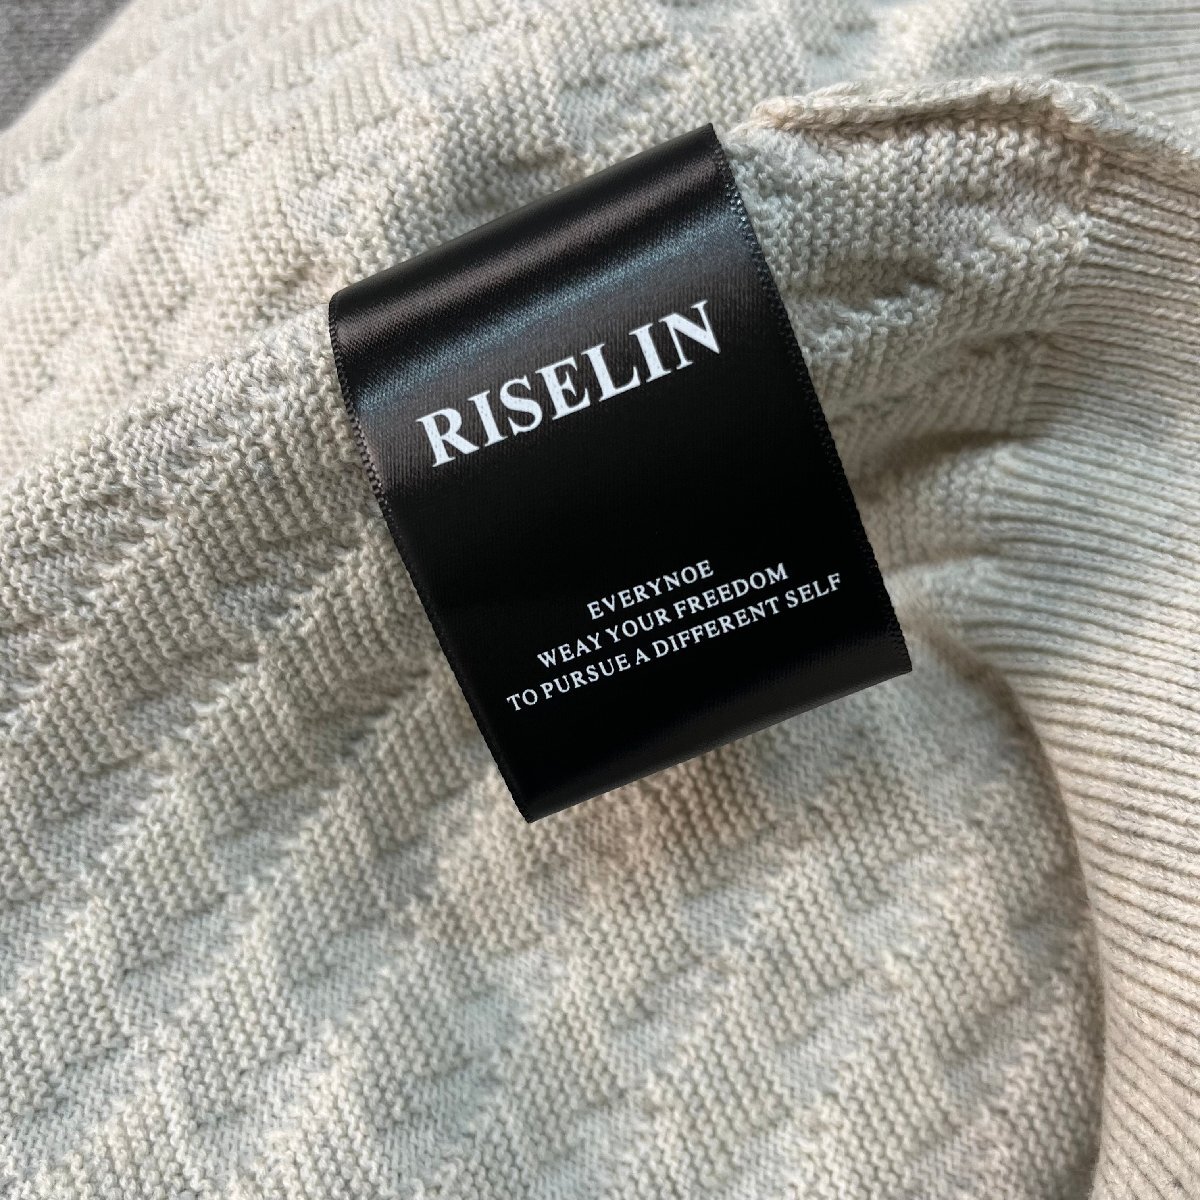 RISELIN
EVERYNOE
WEAY YOUR FREEDOM
TO PURSUE A DIFFERENT SELF